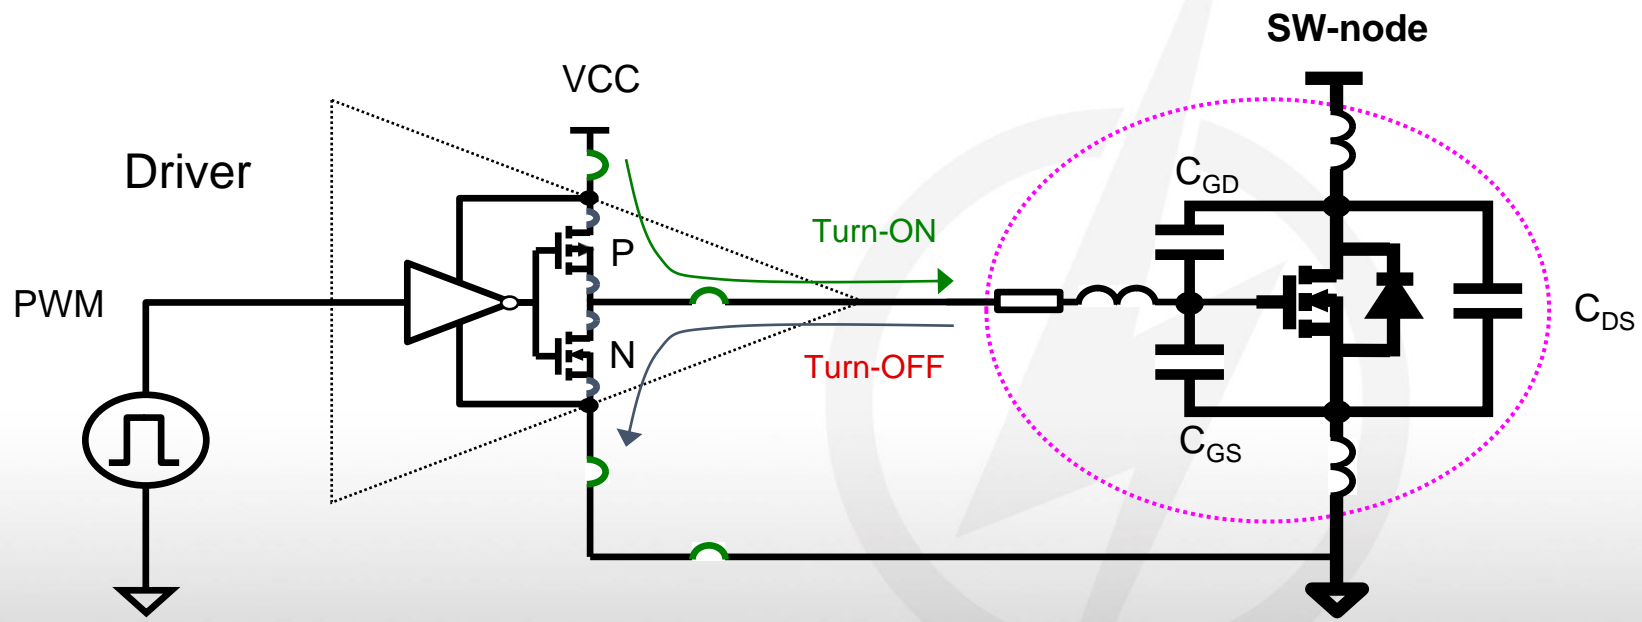 SW-node
VCC
Driver
C_GD
Turn-ON
P
PWM
C_DS
N
Turn-OFF
C_GS